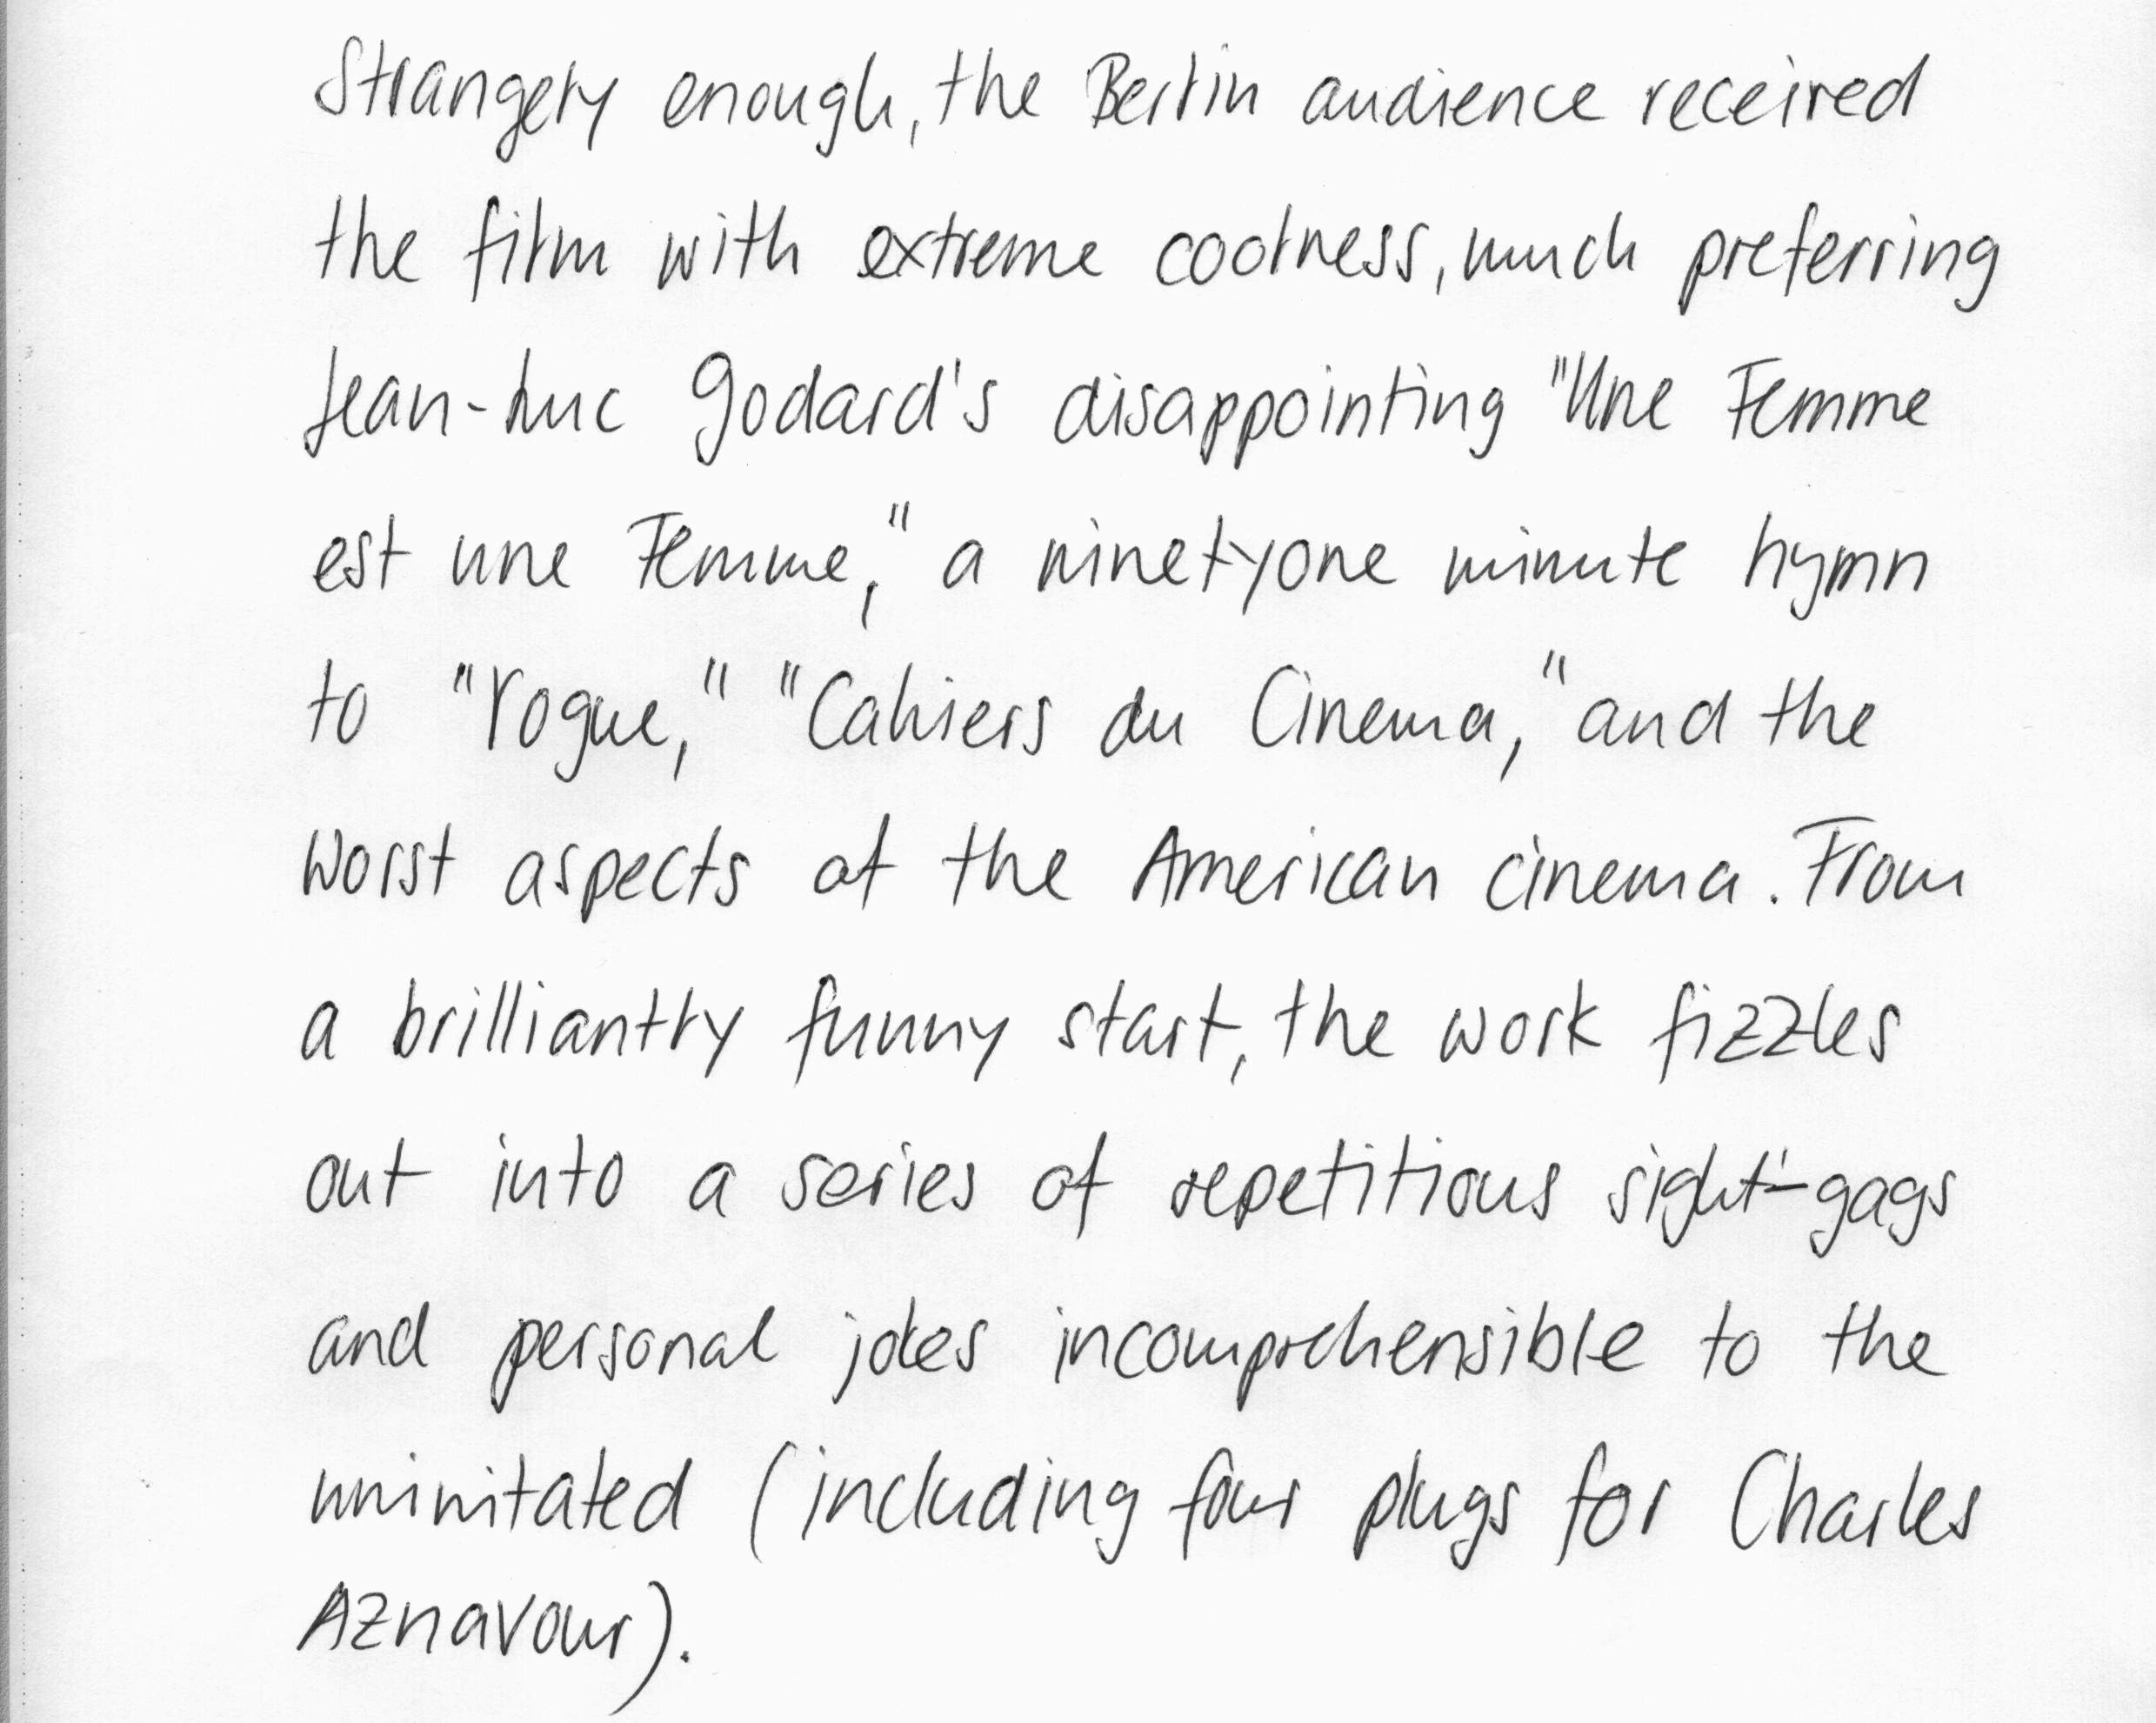 Strangely enough, the Berlin audience received
the film with extreme coolness, much preferring
Jean-Luc Godard's disappointing "Une Femme
est une Femme," a ninetyone minute hymn
to "Vogue," "Cahiers du Cinema," and the
worst aspects of the American cinema. From
a brilliantly funny start, the work fizzles
out into a series of repetitious sight-gags
and personal jokes incomprehensible to the
uninitated (including four plugs for Charles
Aznavour).